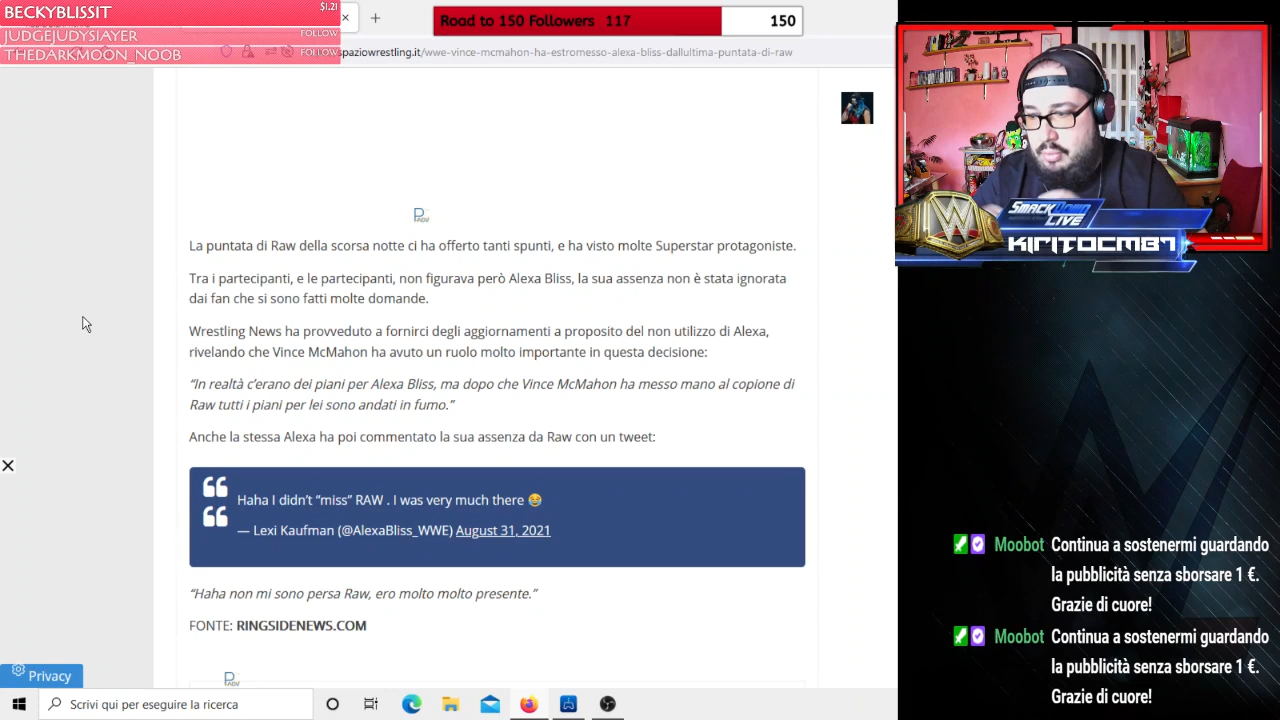 BECKYBLISSIT $1.21
JUDGEJUDYSLAYER FOLLOW
THEDARKMOON_NOOB FOLLOW
Road to 150 Followers 117 150
spaziowrestling.it/wwe-vince-mcmahon-ha-estromesso-alexa-bliss-dallultima-puntata-di-raw
ADV
La puntata di Raw della scorsa notte ci ha offerto tanti spunti, e ha visto molte Superstar protagoniste.
Tra i partecipanti, e le partecipanti, non figurava però Alexa Bliss, la sua assenza non è stata ignorata
dai fan che si sono fatti molte domande.
Wrestling News ha provveduto a fornirci degli aggiornamenti a proposito del non utilizzo di Alexa,
rivelando che Vince McMahon ha avuto un ruolo molto importante in questa decisione:
“In realtà c’erano dei piani per Alexa Bliss, ma dopo che Vince McMahon ha messo mano al copione di
Raw tutti i piani per lei sono andati in fumo.”
Anche la stessa Alexa ha poi commentato la sua assenza da Raw con un tweet:
Haha I didn’t “miss” RAW . I was very much there 😂
— Lexi Kaufman (@AlexaBliss_WWE) August 31, 2021
“Haha non mi sono persa Raw, ero molto molto presente.”
FONTE: RINGSIDENEWS.COM
ADV
Privacy
Scrivi qui per eseguire la ricerca
SMACKDOWN
LIVE
KIRITOCM87
Moobot Continua a sostenermi guardando
la pubblicità senza sborsare 1 €.
Grazie di cuore!
Moobot Continua a sostenermi guardando
la pubblicità senza sborsare 1 €.
Grazie di cuore!